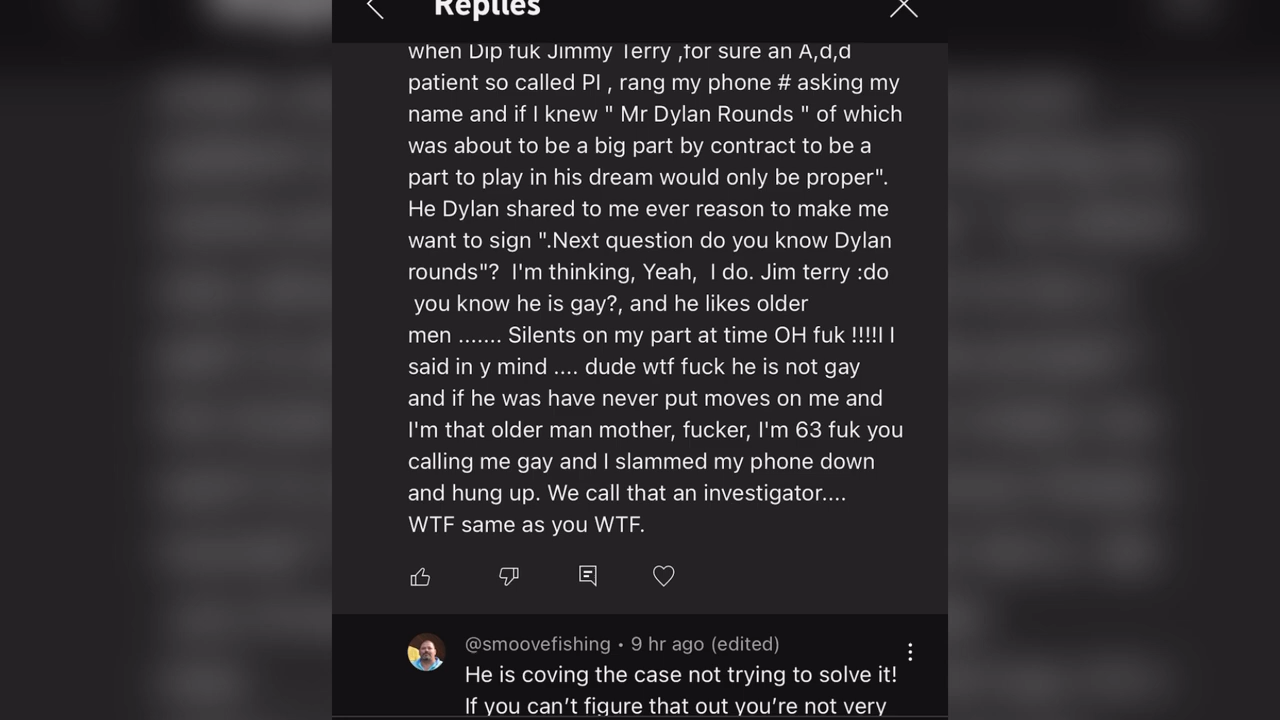 Replies
when Dip fuk Jimmy Terry ,for sure an A,d,d
patient so called PI , rang my phone # asking my
name and if I knew " Mr Dylan Rounds " of which
was about to be a big part by contract to be a
part to play in his dream would only be proper".
He Dylan shared to me ever reason to make me
want to sign ".Next question do you know Dylan
rounds"?  I'm thinking, Yeah,  I do. Jim terry :do
you know he is gay?, and he likes older
men ....... Silents on my part at time OH fuk !!!!I I
said in y mind .... dude wtf fuck he is not gay
and if he was have never put moves on me and
I'm that older man mother, fucker, I'm 63 fuk you
calling me gay and I slammed my phone down
and hung up. We call that an investigator....
WTF same as you WTF.
@smoovefishing • 9 hr ago (edited)
He is coving the case not trying to solve it!
If you can't figure that out you're not very